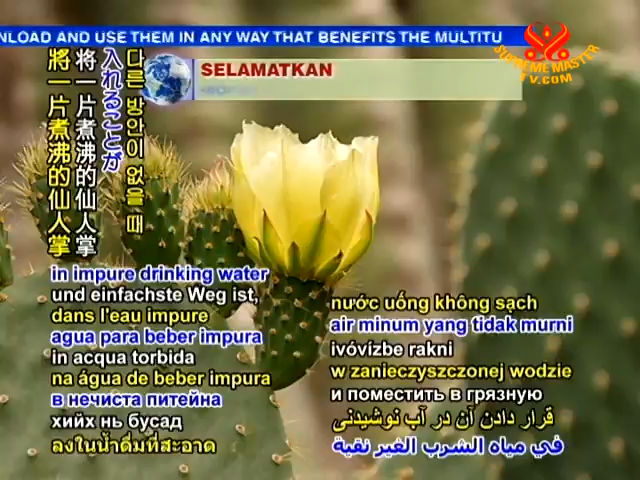 NLOAD AND USE THEM IN ANY WAY THAT BENEFITS THE MULTITU
SUPREME MASTER
TV.COM
SELAMATKAN
將一片煮沸的仙人掌
将一片煮沸的仙人掌
入れることが
다른 방안이 없을 때
in impure drinking water
und einfachste Weg ist,
dans l'eau impure
agua para beber impura
in acqua torbida
na água de beber impura
в нечиста питейна
хийх нь бусад
ลงในน้ำดื่มที่สะอาด
nước uống không sạch
air minum yang tidak murni
ivóvízbe rakni
w zanieczyszczonej wodzie
и поместить в грязную
قرار دادن آن در آب نوشیدنی
في مياه الشرب الغير نقية